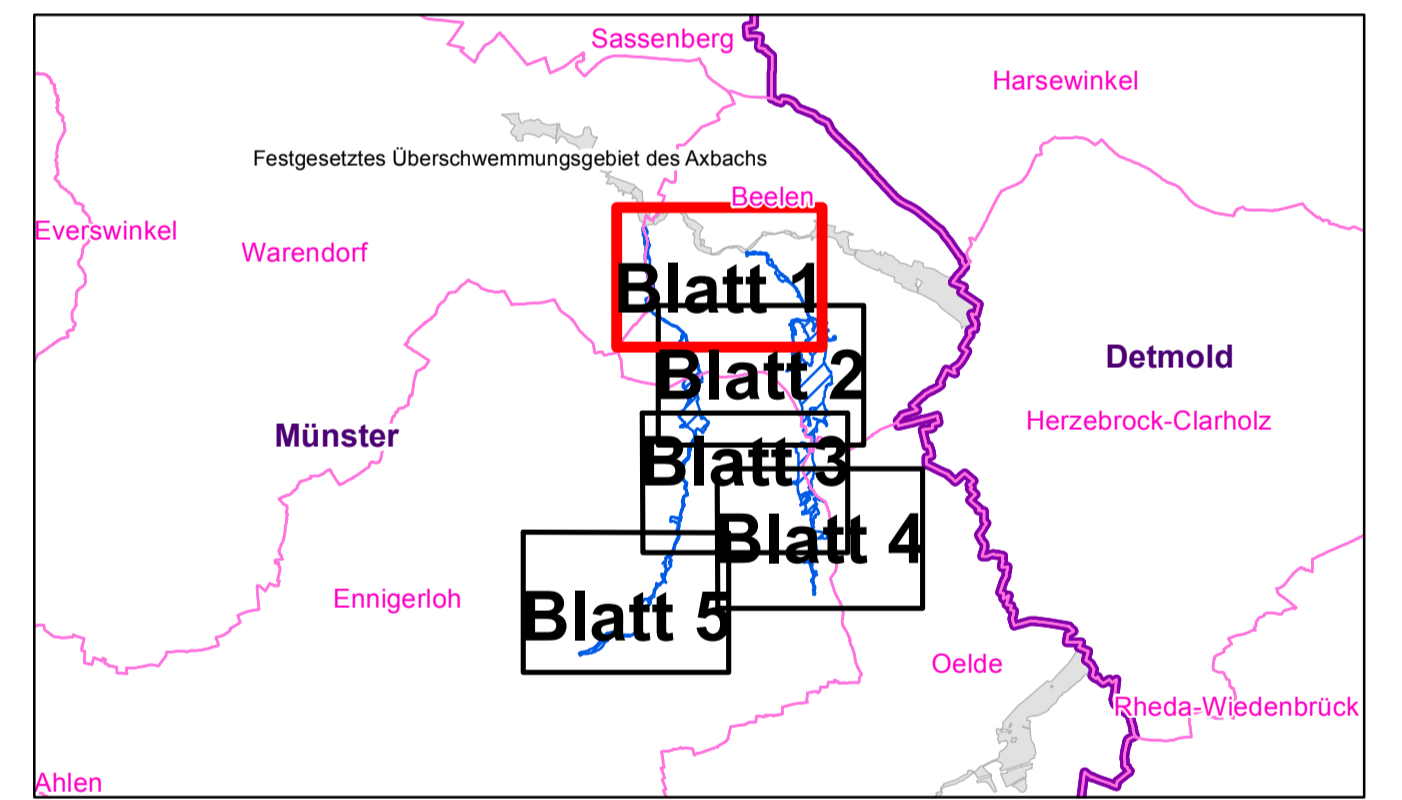 Sassenberg
Harsewinkel
Festgesetztes Überschwemmungsgebiet des Axbachs
Beelen
Everswinkel
Warendorf
Blatt 1
Detmold
Blatt 2
Herzebrock-Clarholz
Münster
Blatt 3
Blatt 4
Ennigerloh
Blatt 5
Oelde
Rheda-Wiedenbrück
Ahlen